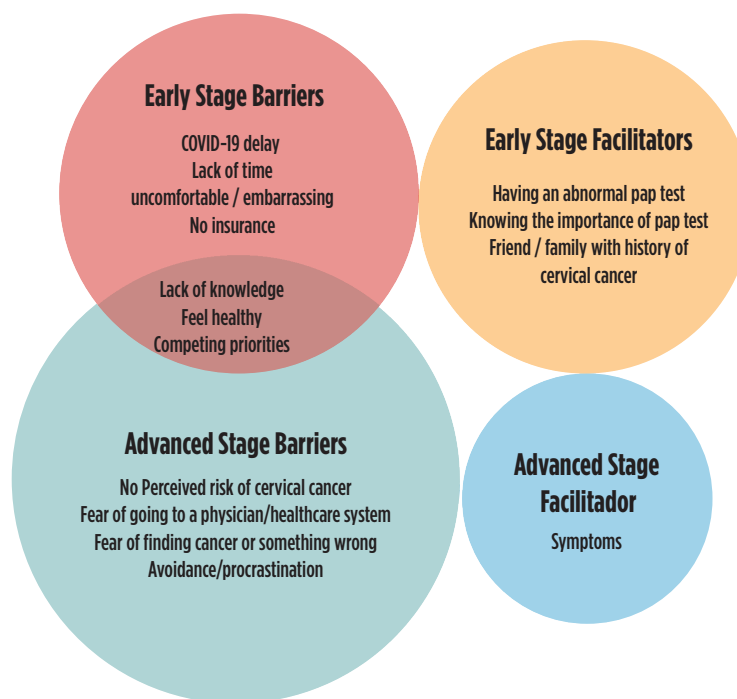 Early Stage Barriers
COVID-19 delay
Lack of time
uncomfortable / embarrassing
No insurance
Lack of knowledge
Feel healthy
Competing priorities
Advanced Stage Barriers
No Perceived risk of cervical cancer
Fear of going to a physician/healthcare system
Fear of finding cancer or something wrong
Avoidance/procrastination
Early Stage Facilitators
Having an abnormal pap test
Knowing the importance of pap test
Friend / family with history of
cervical cancer
Advanced Stage
Facilitador
Symptoms